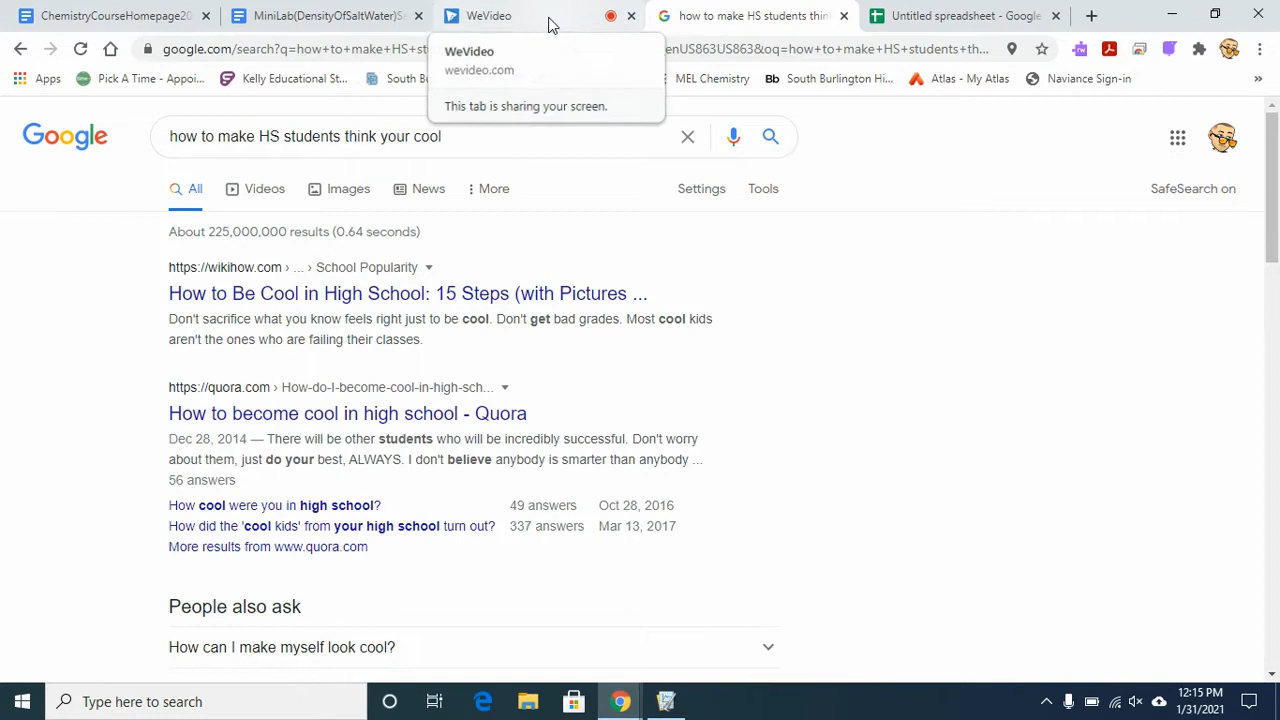 ChemistryCourseHomepage202
MiniLab(DensityOfSaltWater)S
WeVideo
how to make HS students think
Untitled spreadsheet - Google
google.com/search?q=how+to+make+HS+st
enUS863US863&oq=how+to+make+HS+students+th...
WeVideo
wevideo.com
This tab is sharing your screen.
Apps
Pick A Time - Appoi...
Kelly Educational St...
South B
MEL Chemistry
Bb South Burlington Hi...
Atlas - My Atlas
Naviance-Sign-in
»
Google
how to make HS students think your cool
All
Videos
Images
News
More
Settings
Tools
SafeSearch on
About 225,000,000 results (0.64 seconds)
https://wikihow.com › ... › School Popularity
How to Be Cool in High School: 15 Steps (with Pictures ...
Don't sacrifice what you know feels right just to be cool. Don't get bad grades. Most cool kids
aren't the ones who are failing their classes.
https://quora.com › How-do-I-become-cool-in-high-sch...
How to become cool in high school - Quora
Dec 28, 2014 — There will be other students who will be incredibly successful. Don't worry
about them, just do your best, ALWAYS. I don't believe anybody is smarter than anybody ...
56 answers
How cool were you in high school? 49 answers Oct 28, 2016
How did the 'cool kids' from your high school turn out? 337 answers Mar 13, 2017
More results from www.quora.com
People also ask
How can I make myself look cool?
Type here to search
12:15 PM
1/31/2021